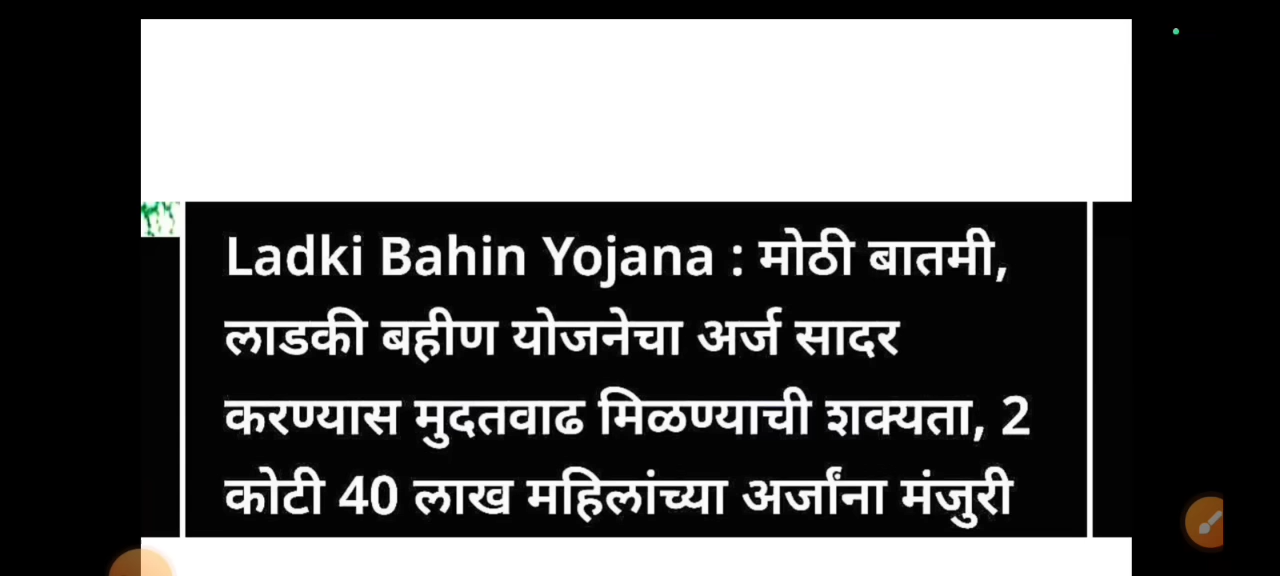 Ladki Bahin Yojana : मोठी बातमी,
लाडकी बहीण योजनेचा अर्ज सादर
करण्यास मुदतवाढ मिळण्याची शक्यता, 2
कोटी 40 लाख महिलांच्या अर्जांना मंजुरी